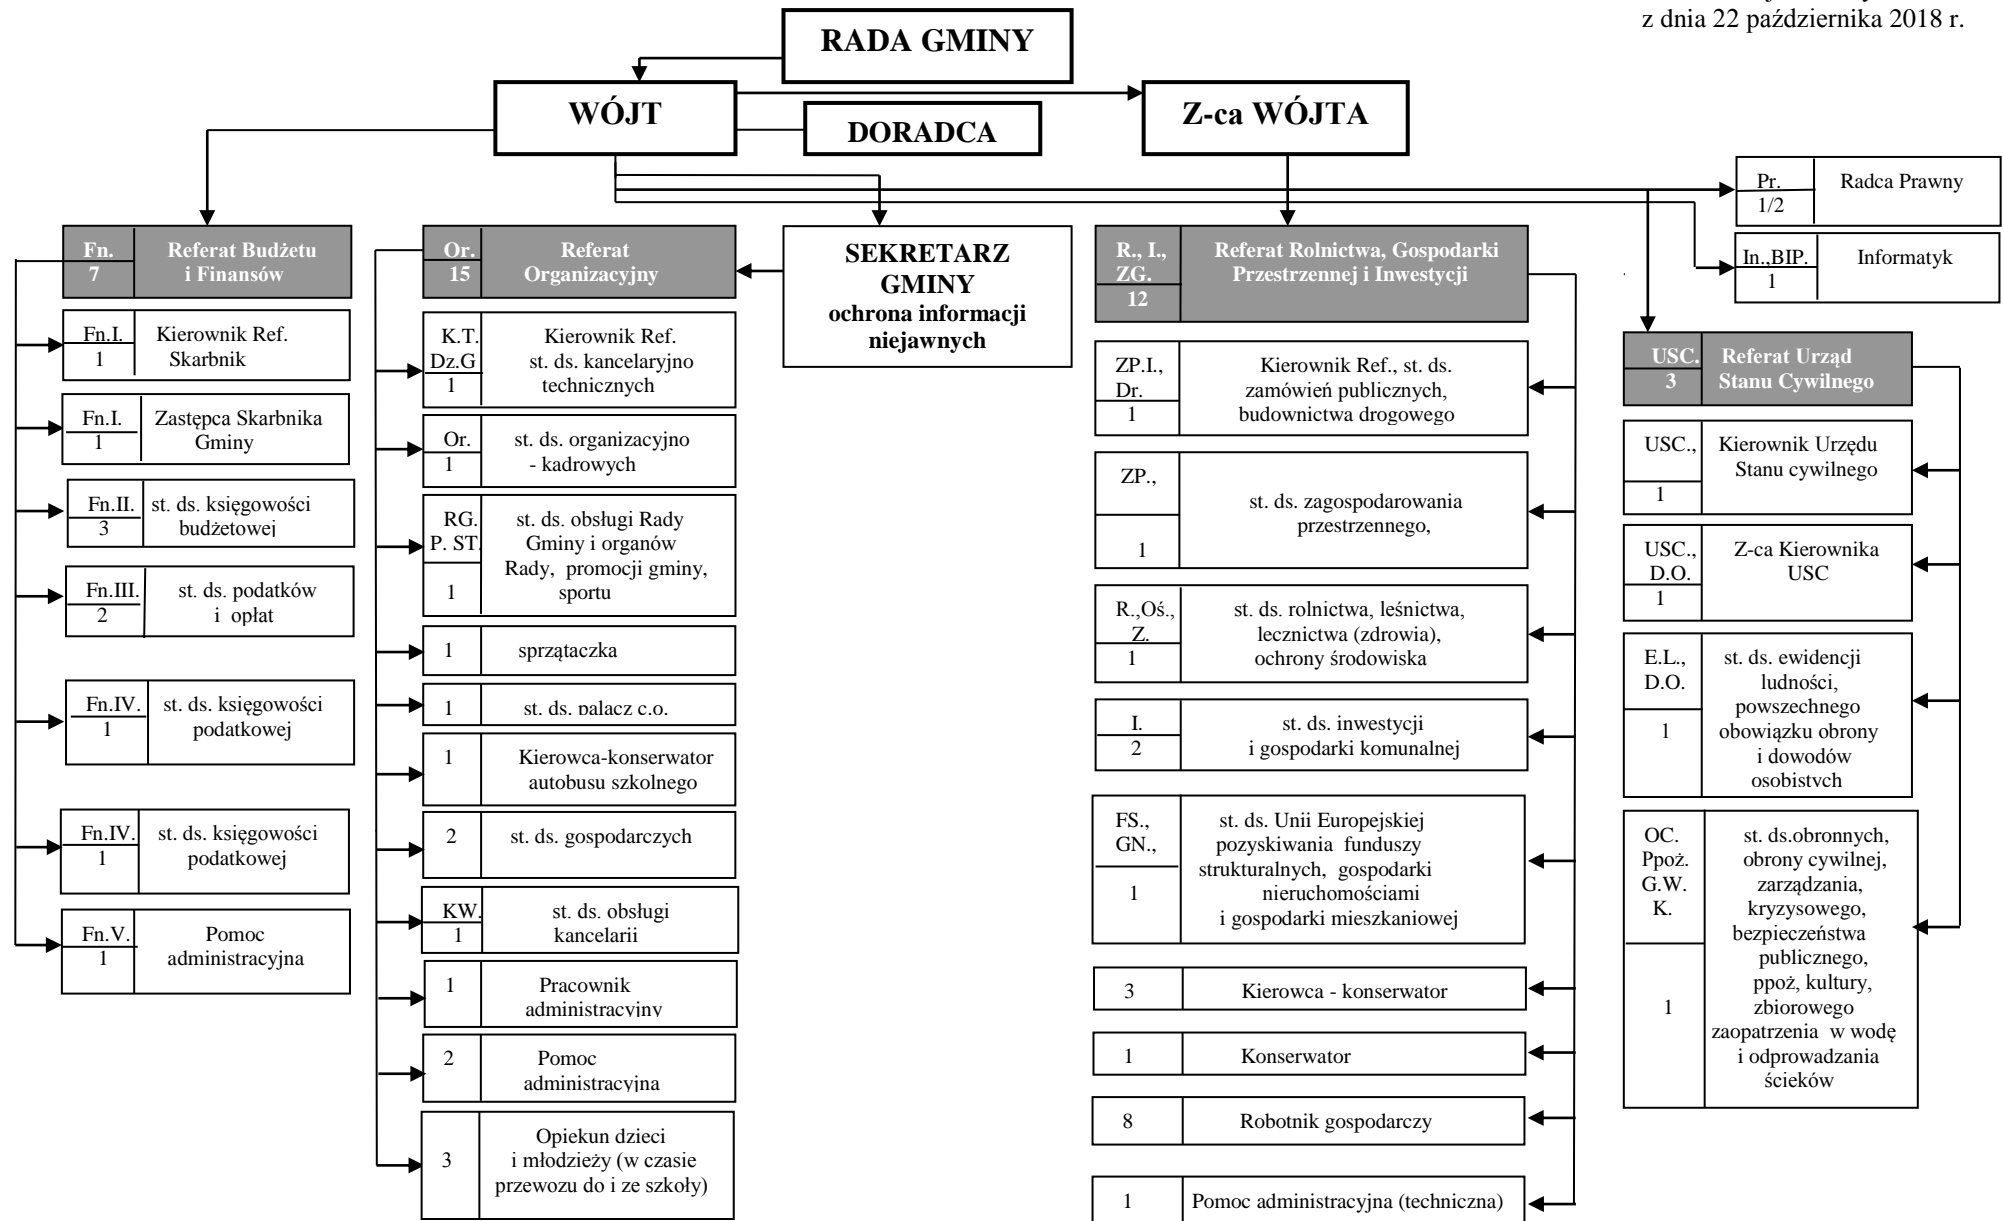 z dnia 22 października 2018 r.
RADA GMINY
WÓJT
DORADCA
Z-ca WÓJTA
Pr.
1/2
Radca Prawny
In.,BIP.
1
Informatyk
Fn.
7
Referat Budżetu
i Finansów
Fn.I.
1
Kierownik Ref.
Skarbnik
Fn.I.
1
Zastępca Skarbnika
Gminy
Fn.II.
3
st. ds. księgowości
budżetowej
Fn.III.
2
st. ds. podatków
i opłat
Fn.IV.
1
st. ds. księgowości
podatkowej
Fn.IV.
1
st. ds. księgowości
podatkowej
Fn.V.
1
Pomoc
administracyjna
Or.
15
Referat
Organizacyjny
K.T.
Dz.G
1
Kierownik Ref.
st. ds. kancelaryjno
technicznych
Or.
1
st. ds. organizacyjno
- kadrowych
RG.
P. ST.
1
st. ds. obsługi Rady
Gminy i organów
Rady, promocji gminy,
sportu
1
sprzątaczka
1
st. ds. palacz c.o.
1
Kierowca-konserwator
autobusu szkolnego
2
st. ds. gospodarczych
KW.
1
st. ds. obsługi
kancelarii
1
Pracownik
administracyjny
2
Pomoc
administracyjna
3
Opiekun dzieci
i młodzieży (w czasie
przewozu do i ze szkoły)
SEKRETARZ
GMINY
ochrona informacji
niejawnych
R., I.,
ZG.
12
Referat Rolnictwa, Gospodarki
Przestrzennej i Inwestycji
ZP.I.,
Dr.
1
Kierownik Ref., st. ds.
zamówień publicznych,
budownictwa drogowego
ZP.,
1
st. ds. zagospodarowania
przestrzennego,
R.,Oś.,
Z.
1
st. ds. rolnictwa, leśnictwa,
lecznictwa (zdrowia),
ochrony środowiska
I.
2
st. ds. inwestycji
i gospodarki komunalnej
FS.,
GN.,
1
st. ds. Unii Europejskiej
pozyskiwania funduszy
strukturalnych, gospodarki
nieruchomościami
i gospodarki mieszkaniowej
3
Kierowca - konserwator
1
Konserwator
8
Robotnik gospodarczy
1
Pomoc administracyjna (techniczna)
USC.
3
Referat Urząd
Stanu Cywilnego
USC.,
1
Kierownik Urzędu
Stanu cywilnego
USC.,
D.O.
1
Z-ca Kierownika
USC
E.L.,
D.O.
1
st. ds. ewidencji
ludności,
powszechnego
obowiązku obrony
i dowodów
osobistych
OC.
Ppoż.
G.W.
K.
1
st. ds.obronnych,
obrony cywilnej,
zarządzania,
kryzysowego,
bezpieczeństwa
publicznego,
ppoż, kultury,
zbiorowego
zaopatrzenia w wodę
i odprowadzania
ścieków